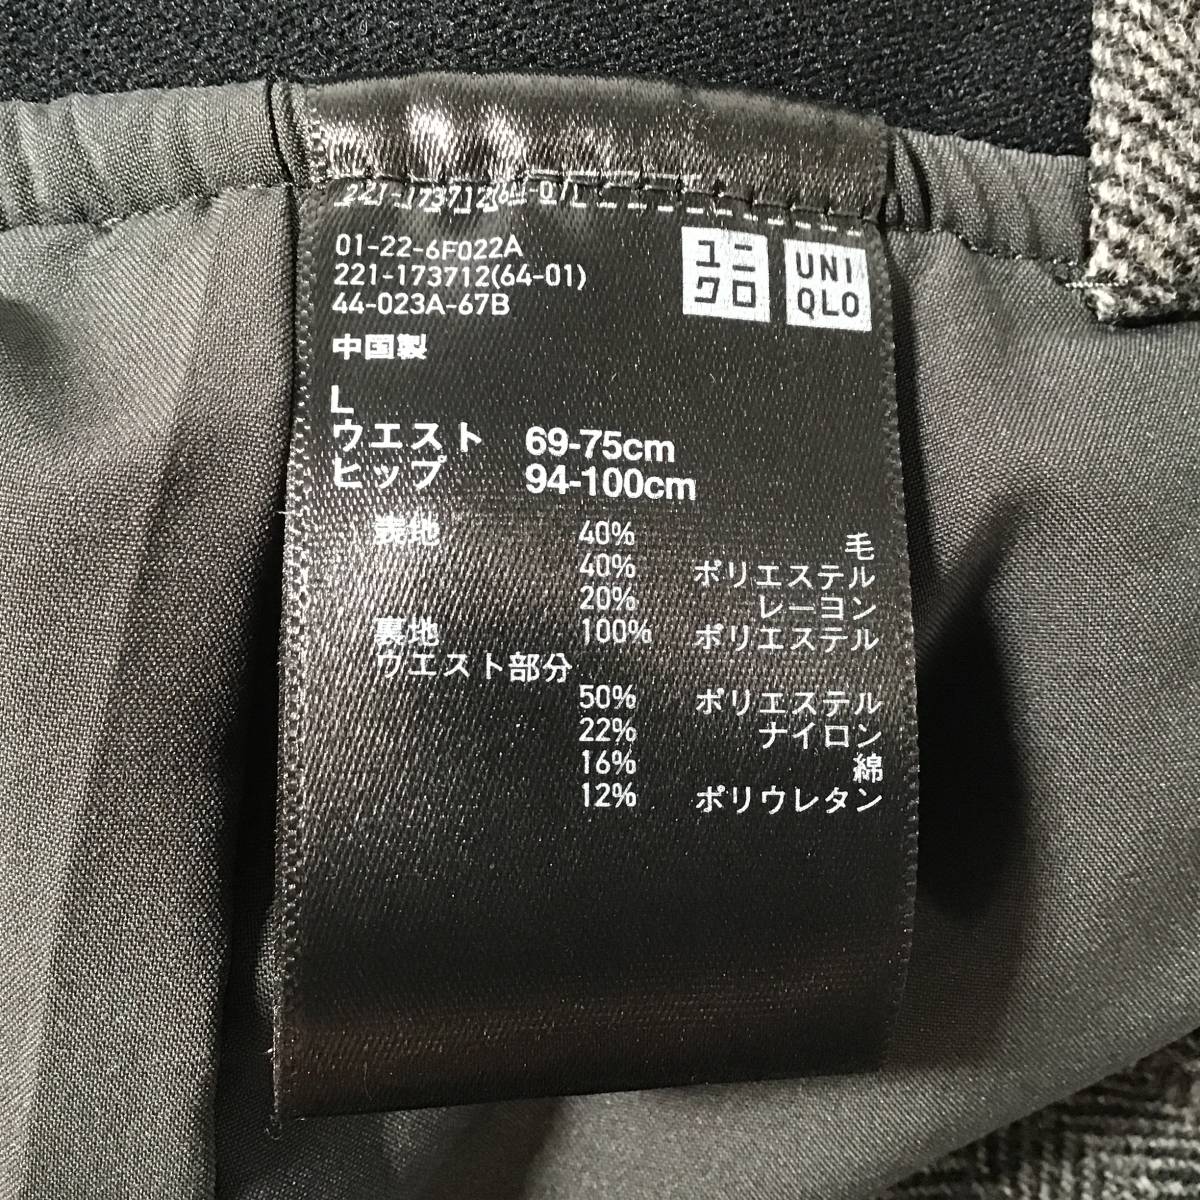 221-173712(64-01)
01-22-6F022A
221-173712(64-01)
44-023A-67B
ユニ
クロ
UNI
QLO
中国製
L
ウエスト 69-75cm
ヒップ 94-100cm
表地 40% 毛
40% ポリエステル
20% レーヨン
裏地 100% ポリエステル
ウエスト部分
50% ポリエステル
22% ナイロン
16% 綿
12% ポリウレタン